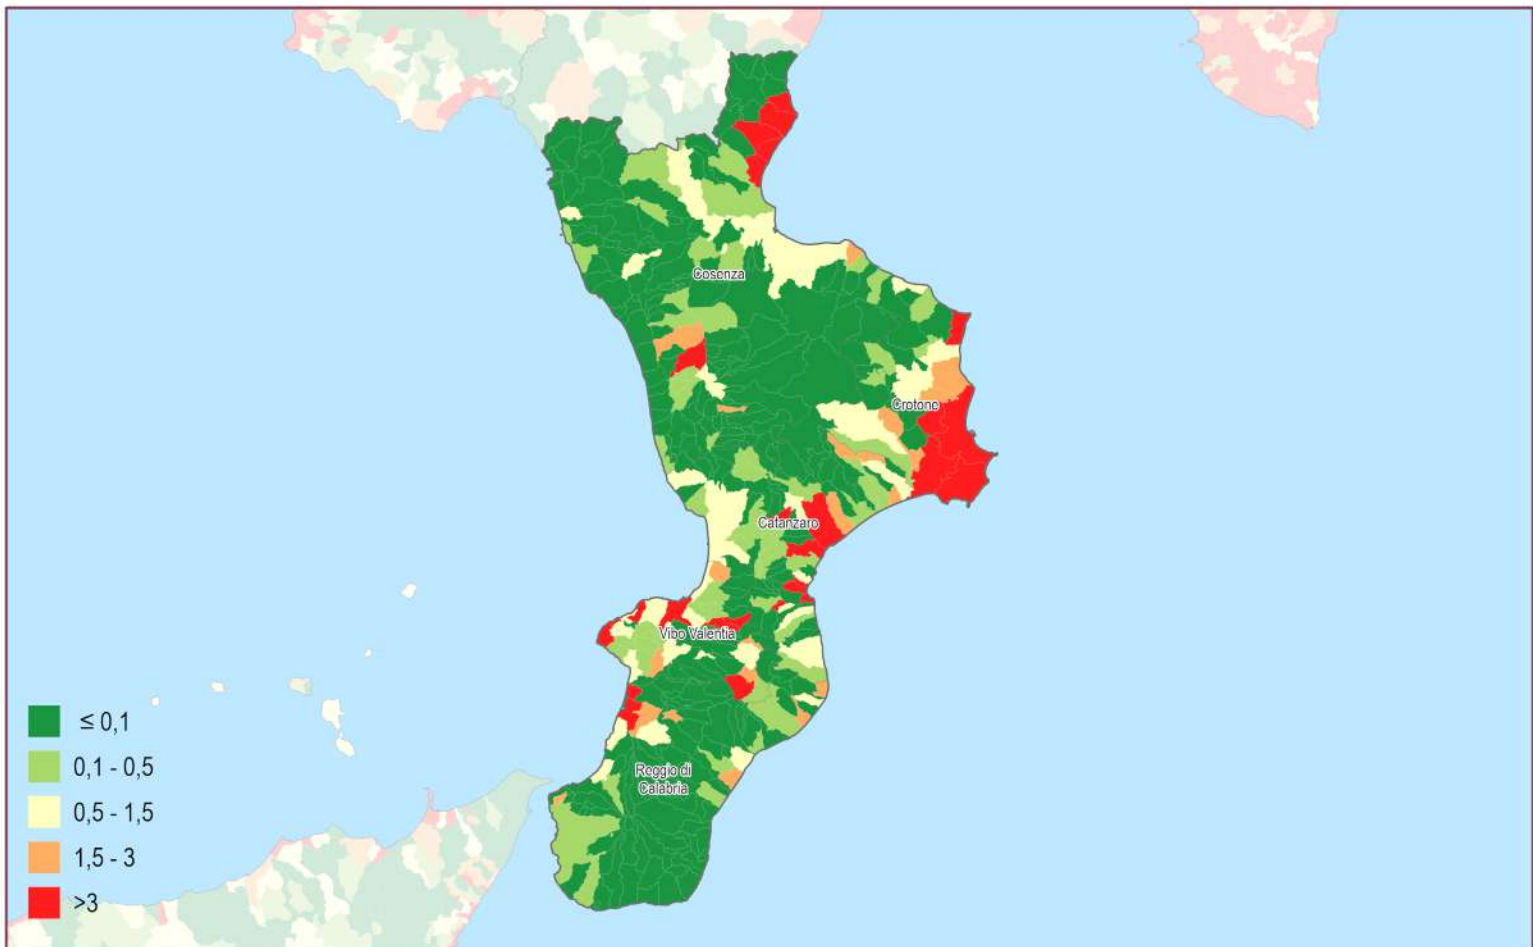 Cosenza
Crotone
Catanzaro
Vibo Valentia
Reggio di
Calabria
≤ 0,1
0,1 - 0,5
0,5 - 1,5
1,5 - 3
>3